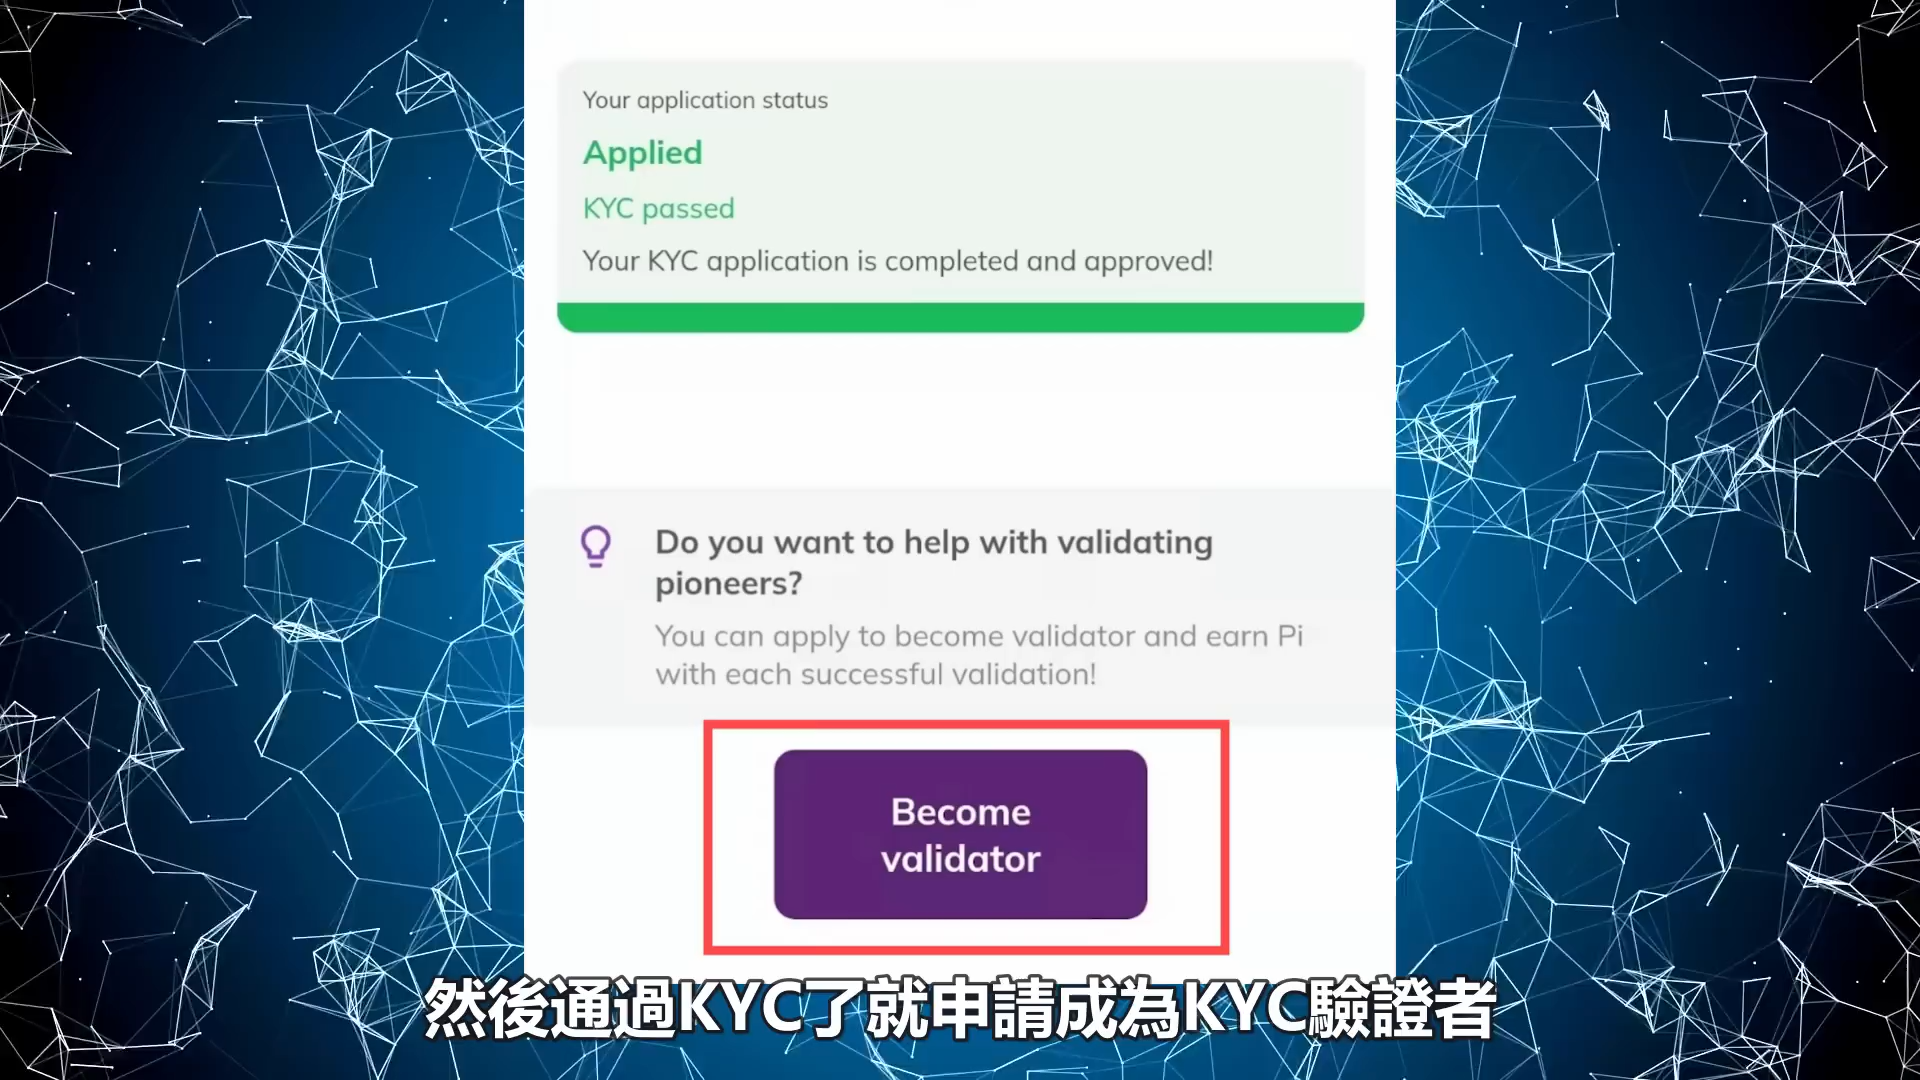 Your application status
Applied
KYC passed
Your KYC application is completed and approved!
Do you want to help with validating
pioneers?
You can apply to become validator and earn Pi
with each successful validation!
Become
validator
然後通過KYC了就申請成為KYC驗證者